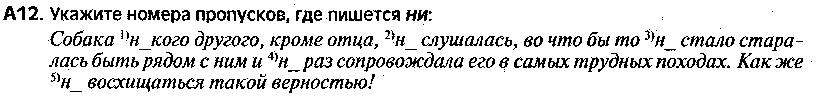 А12. Укажите номера пропусков, где пишется ни:
Собака ¹⁾н_кого другого, кроме отца, ²⁾н_ слушалась, во что бы то ³⁾н_ стало стара-
лась быть рядом с ним и ⁴⁾н_ раз сопровождала его в самых трудных походах. Как же
⁵⁾н_ восхищаться такой верностью!